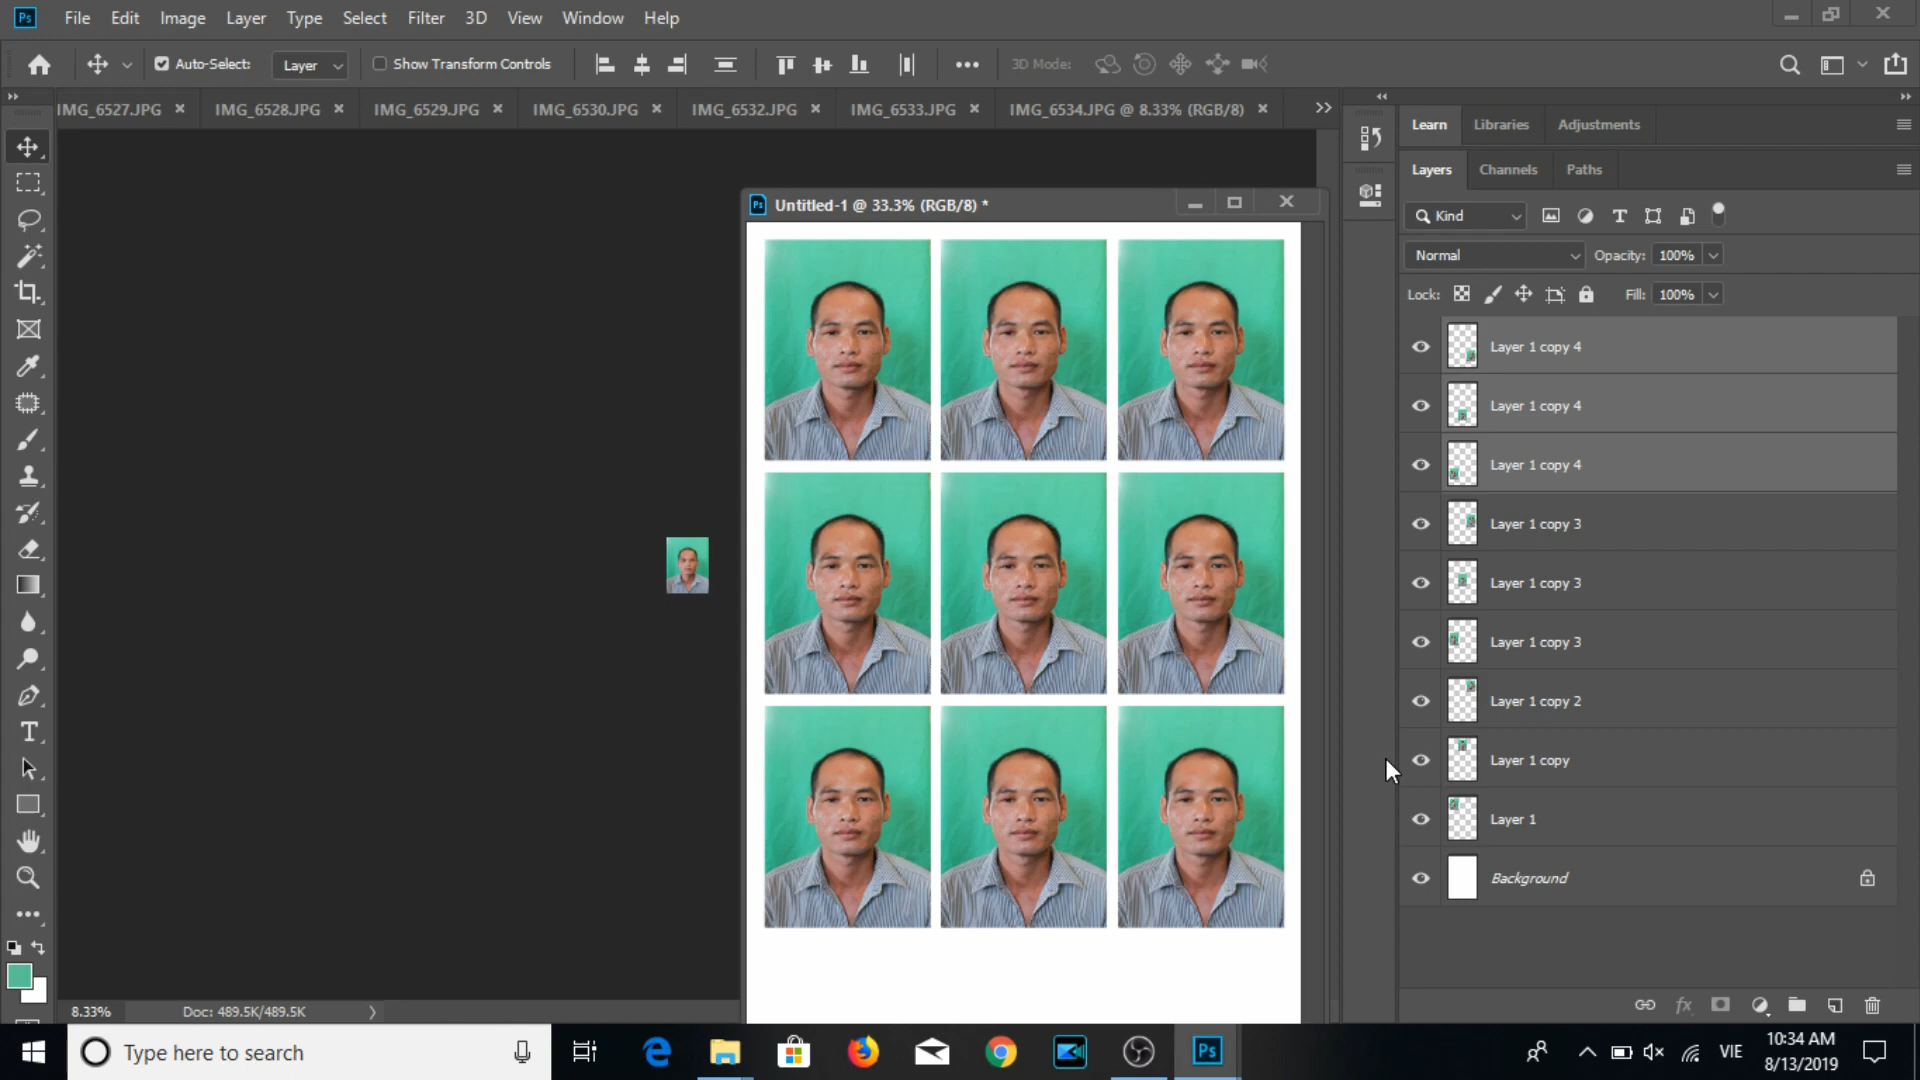 Ps File Edit Image Layer Type Select Filter 3D View Window Help
Auto-Select: Layer Show Transform Controls 3D Mode:
IMG_6527.JPG IMG_6528.JPG IMG_6529.JPG IMG_6530.JPG IMG_6532.JPG IMG_6533.JPG IMG_6534.JPG @ 8.33% (RGB/8)
Learn Libraries Adjustments
Layers Channels Paths
Ps Untitled-1 @ 33.3% (RGB/8) *
Kind
Normal Opacity: 100%
Lock: Fill: 100%
Layer 1 copy 4
Layer 1 copy 4
Layer 1 copy 4
Layer 1 copy 3
Layer 1 copy 3
Layer 1 copy 3
Layer 1 copy 2
Layer 1 copy
Layer 1
Background
8.33% Doc: 489.5K/489.5K
fx
Type here to search
Ps
VIE
10:34 AM
8/13/2019